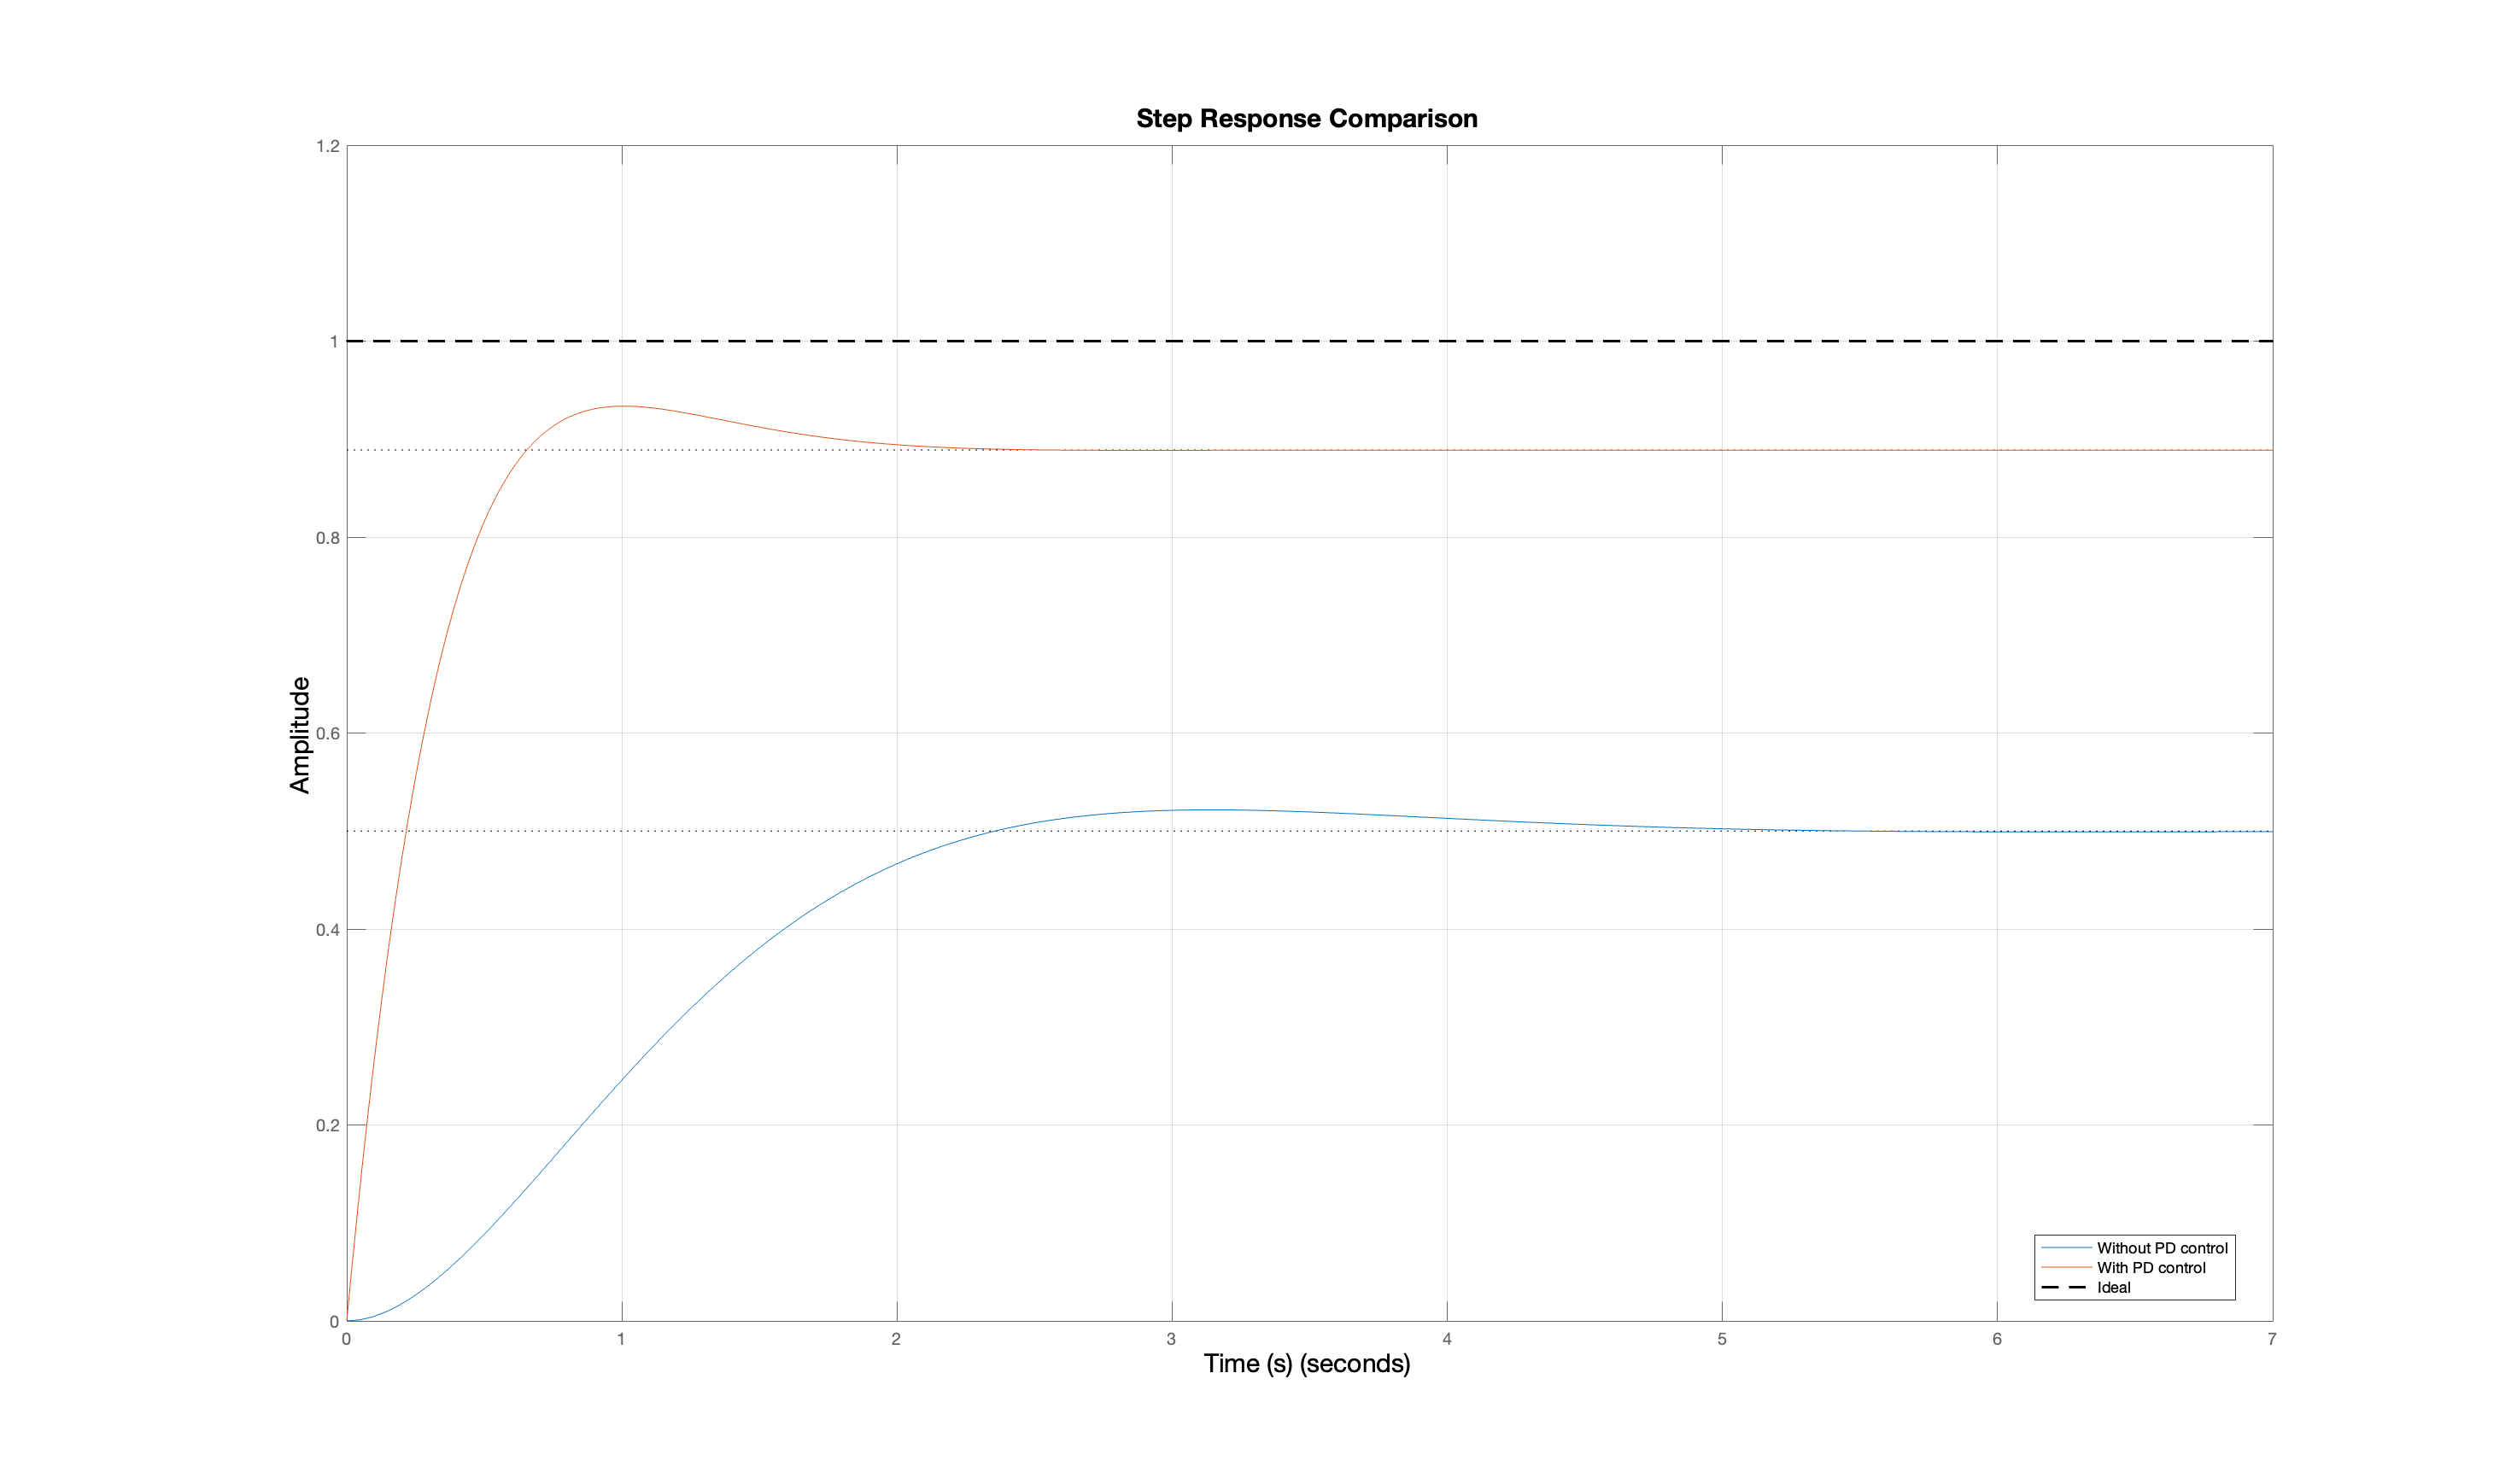 Step Response Comparison
1.2
1
0.8
0.6
0.4
0.2
0
Amplitude
0 1 2 3 4 5 6 7
Time (s) (seconds)
Without PD control
With PD control
Ideal